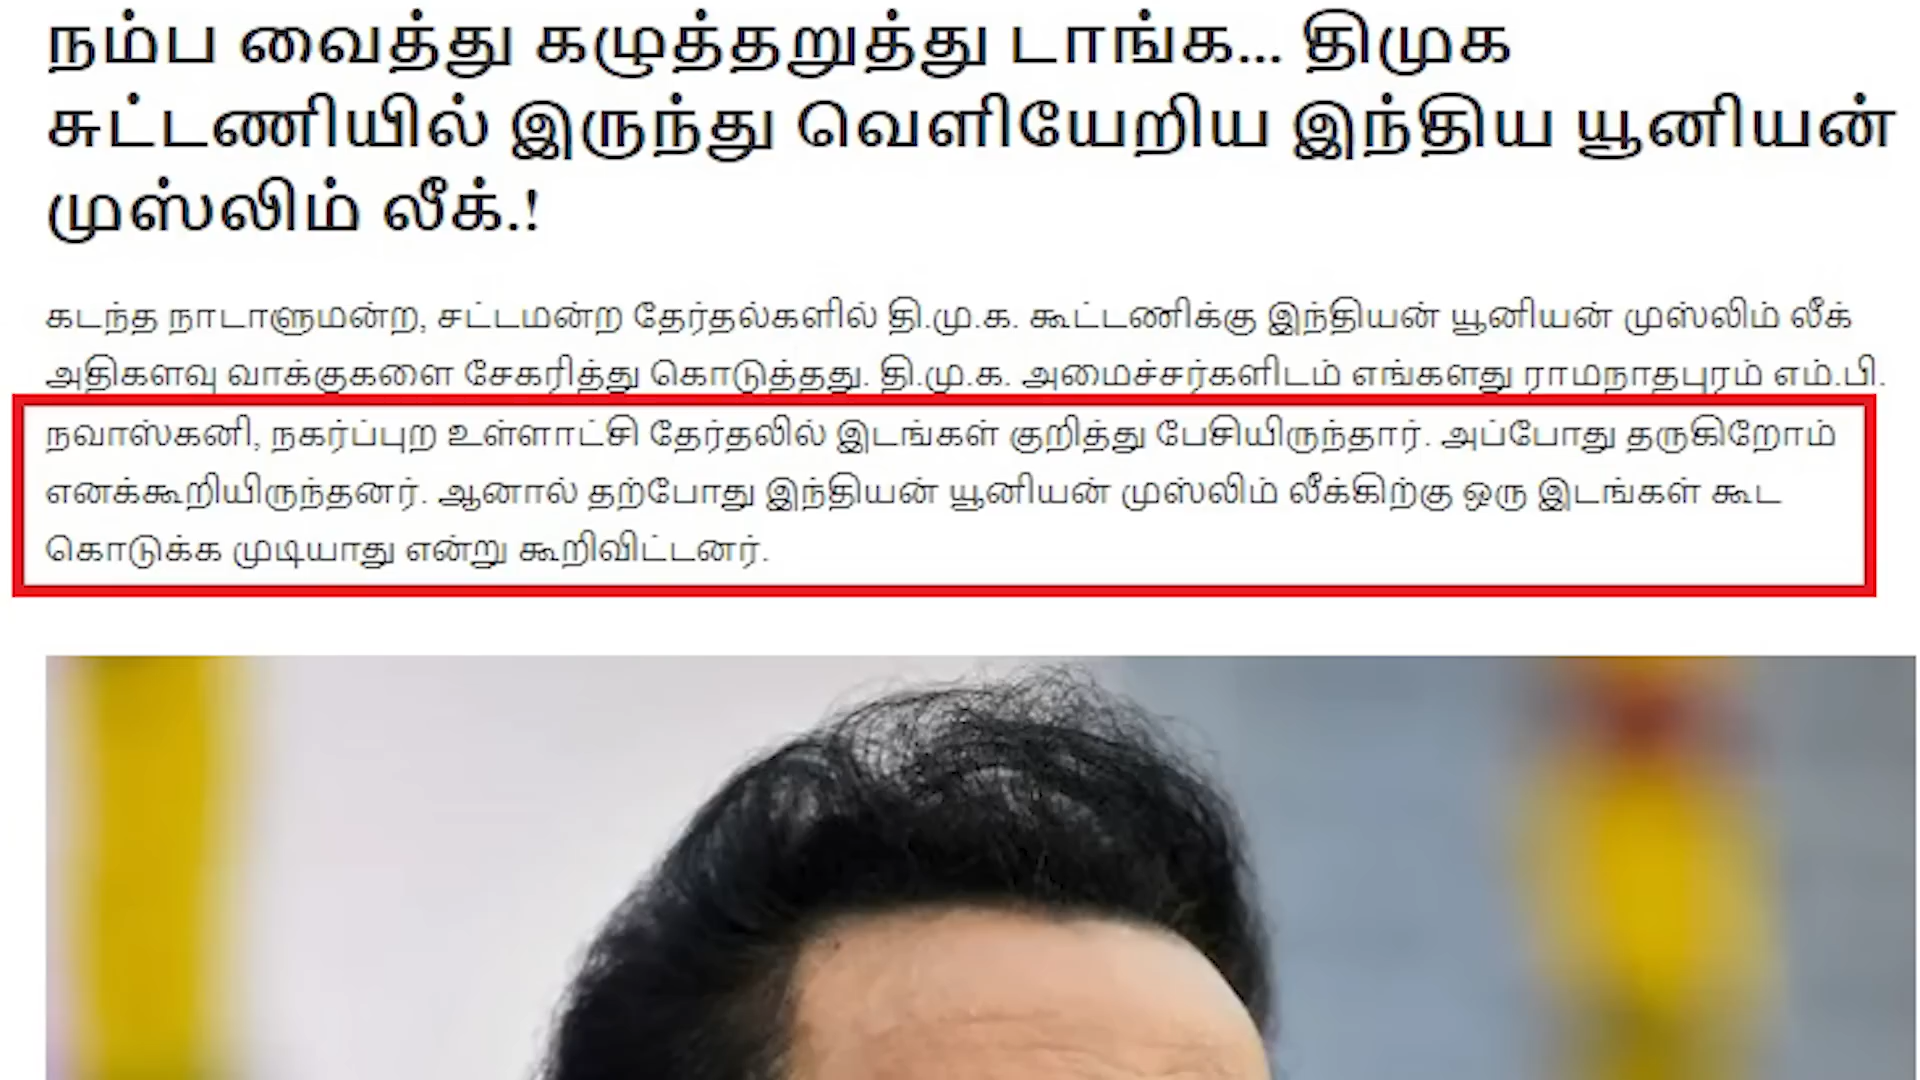 நம்ப வைத்து கழுத்தறுத்து டாங்க... திமுக
சுட்டணியில் இருந்து வெளியேறிய இந்திய யூனியன்
முஸ்லிம் லீக்.!
கடந்த நாடாளுமன்ற, சட்டமன்ற தேர்தல்களில் தி.மு.க. கூட்டணிக்கு இந்தியன் யூனியன் முஸ்லிம் லீக்
அதிகளவு வாக்குகளை சேகரித்து கொடுத்தது. தி.மு.க. அமைச்சர்களிடம் எங்களது ராமநாதபுரம் எம்.பி.
நவாஸ்கனி, நகர்ப்புற உள்ளாட்சி தேர்தலில் இடங்கள் குறித்து பேசியிருந்தார். அப்போது தருகிறோம்
எனக்கூறியிருந்தனர். ஆனால் தற்போது இந்தியன் யூனியன் முஸ்லிம் லீக்கிற்கு ஒரு இடங்கள் கூட
கொடுக்க முடியாது என்று கூறிவிட்டனர்.